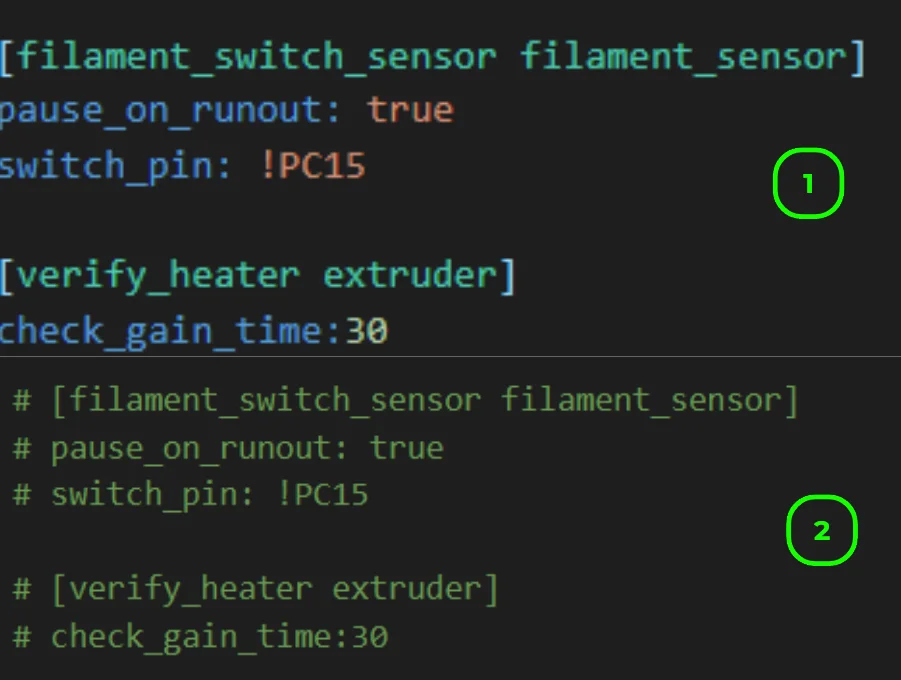 [filament_switch_sensor filament_sensor]
pause_on_runout: true
switch_pin: !PC15
1
[verify_heater extruder]
check_gain_time:30
# [filament_switch_sensor filament_sensor]
# pause_on_runout: true
# switch_pin: !PC15
2
# [verify_heater extruder]
# check_gain_time:30